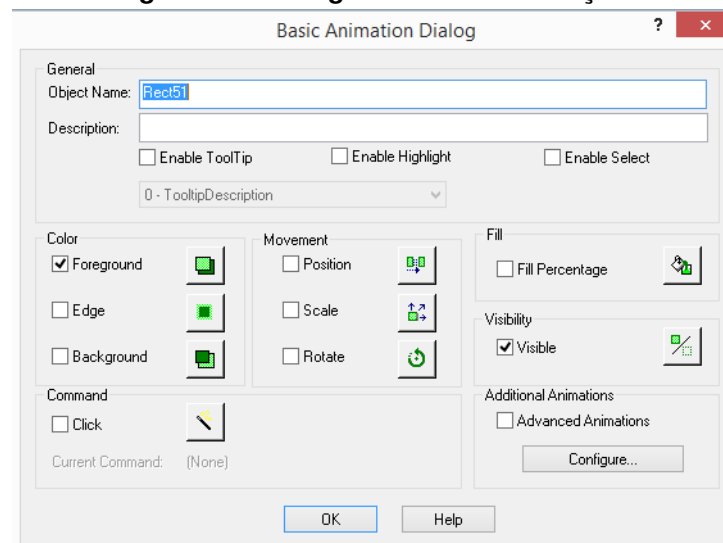 Basic Animation Dialog ? ×
General
Object Name: Rect51
Description:
Enable ToolTip Enable Highlight Enable Select
0 - TooltipDescription
Color Movement Fill
Foreground Position Fill Percentage
Edge Scale Visibility
Background Rotate Visible
Command Additional Animations
Click Advanced Animations
Current Command: (None) Configure...
OK Help